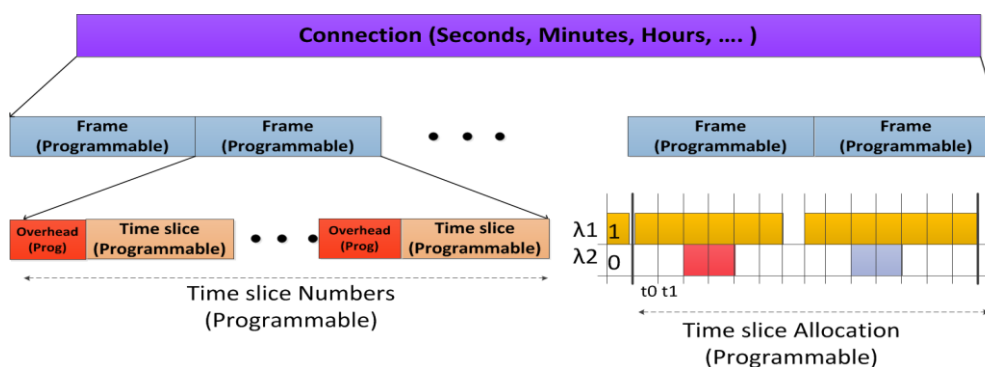 Connection (Seconds, Minutes, Hours, .... )
Frame
(Programmable)
Frame
(Programmable)
Frame
(Programmable)
Frame
(Programmable)
Overhead
(Prog)
Time slice
(Programmable)
Overhead
(Prog)
Time slice
(Programmable)
Time slice Numbers
(Programmable)
λ1 1
λ2 0
t0 t1
Time slice Allocation
(Programmable)